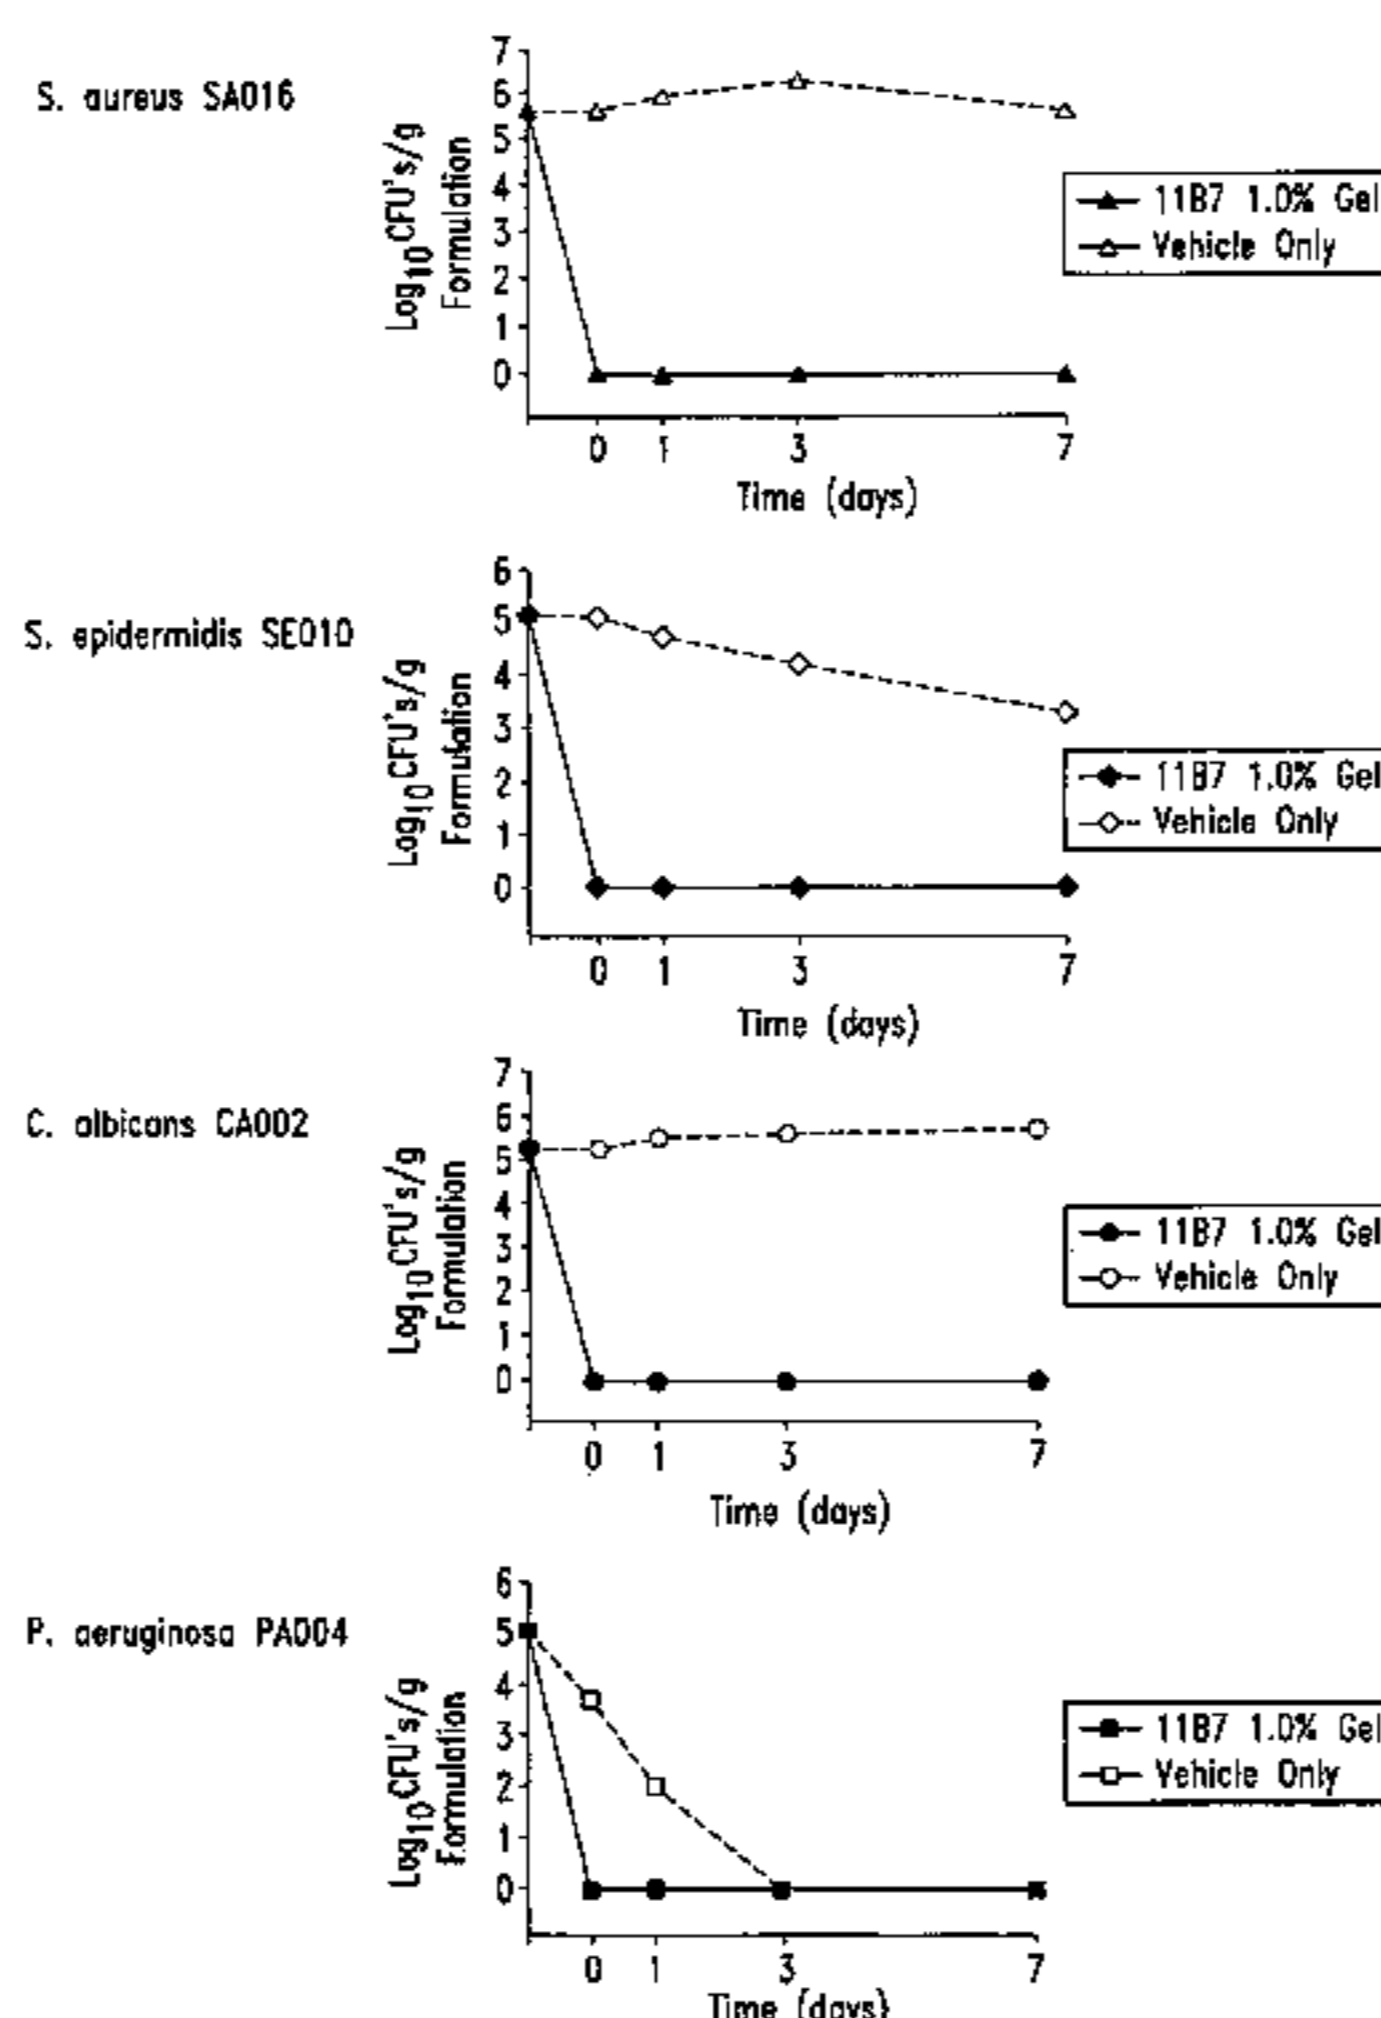 S. aureus SA016
Log10CFU's/g
Formulation
7
6
5
4
3
2
1
0
0 1 3 7
Time (days)
11B7 1.0% Gel
Vehicle Only
S. epidermidis SE010
Log10CFU's/g
Formulation
6
5
4
3
2
1
0
0 1 3 7
Time (days)
11B7 1.0% Gel
Vehicle Only
C. albicans CA002
Log10CFU's/g
Formulation
7
6
5
4
3
2
1
0
0 1 3 7
Time (days)
11B7 1.0% Gel
Vehicle Only
P. aeruginosa PA004
Log10CFU's/g
Formulation
6
5
4
3
2
1
0
0 1 3 7
Time (days)
11B7 1.0% Gel
Vehicle Only